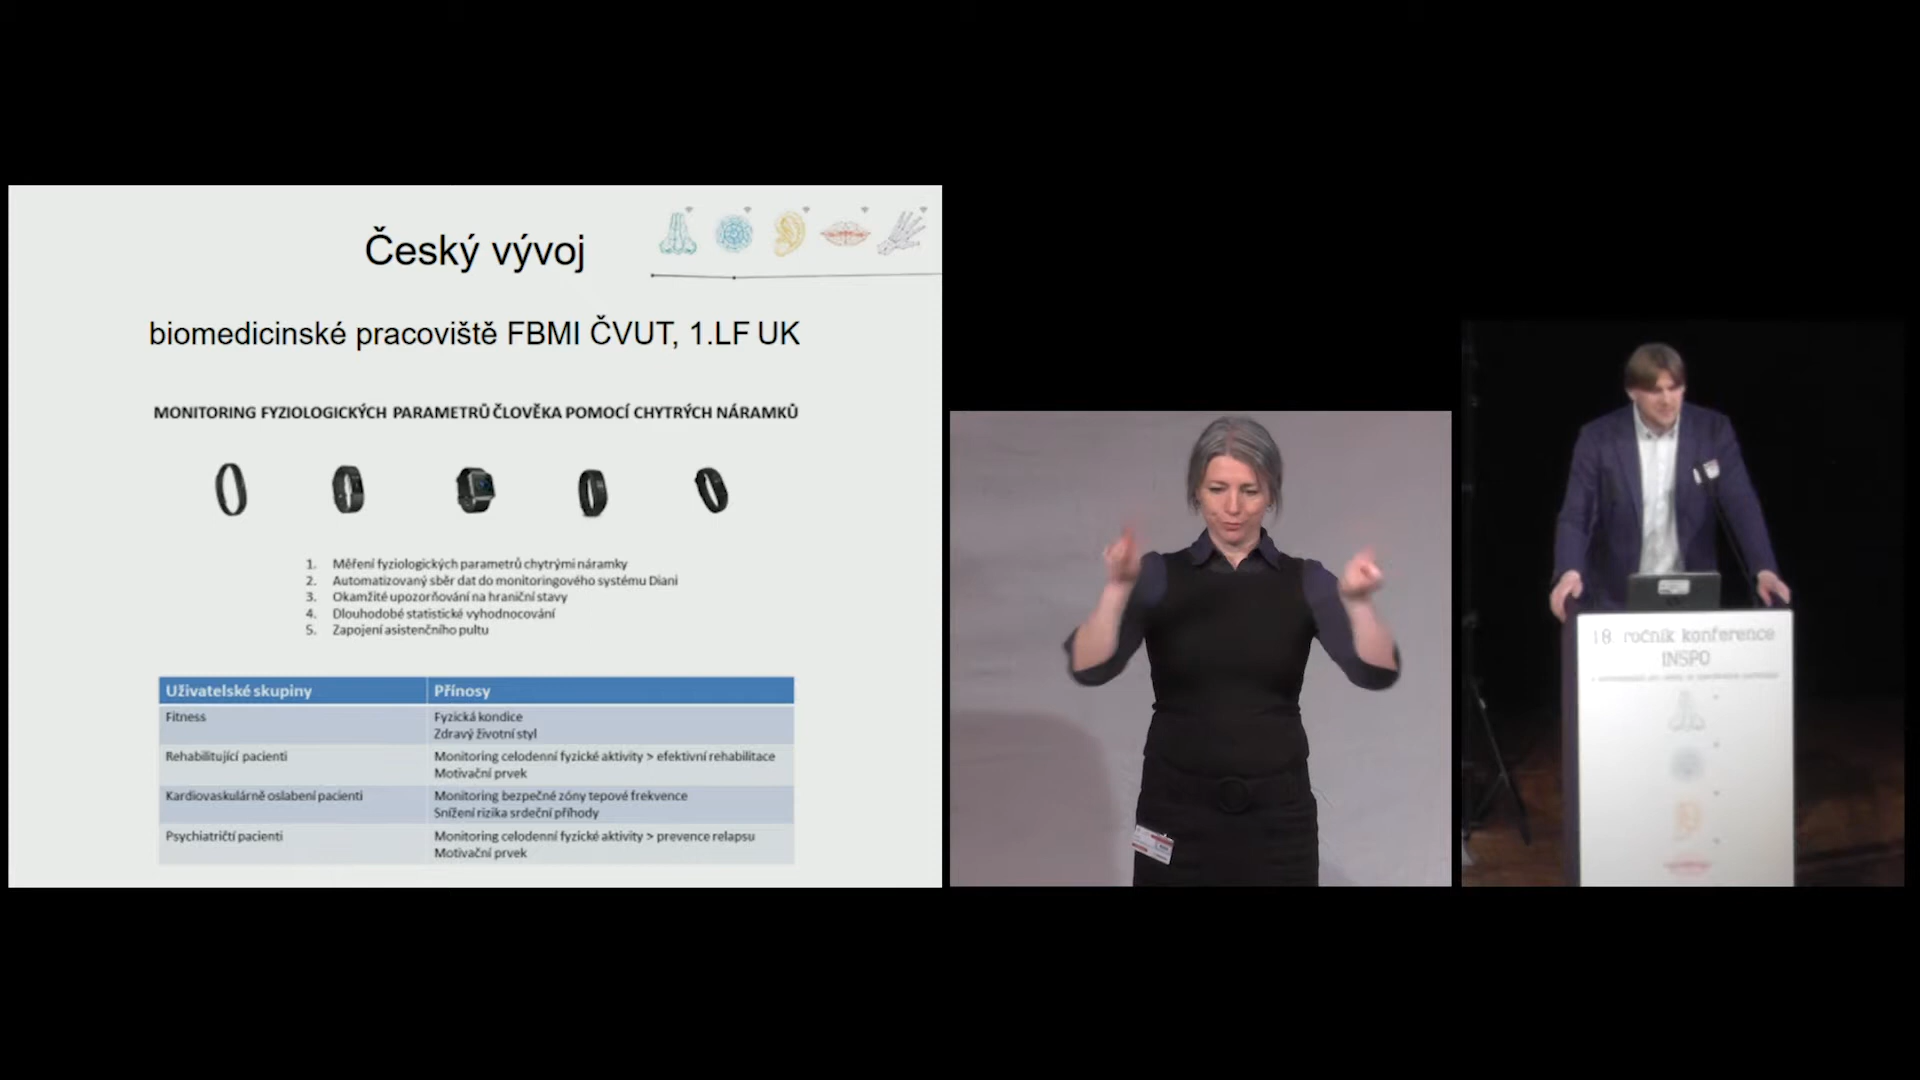 Český vývoj
biomedicinské pracoviště FBMI ČVUT, 1.LF UK
MONITORING FYZIOLOGICKÝCH PARAMETRŮ ČLOVĚKA POMOCÍ CHYTRÝCH NÁRAMKŮ
1. Měření fyziologických parametrů chytrými náramky
2. Automatizovaný sběr dat do monitoringového systému Diani
3. Okamžité upozorňování na hraniční stavy
4. Dlouhodobé statistické vyhodnocování
5. Zapojení asistenčního pultu
Uživatelské skupiny Přínosy
Fitness Fyzická kondice
Zdravý životní styl
Rehabilitující pacienti Monitoring celodenní fyzické aktivity > efektivní rehabilitace
Motivační prvek
Kardiovaskulárně oslabení pacienti Monitoring bezpečné zóny tepové frekvence
Snížení rizika srdeční příhody
Psychiatričtí pacienti Monitoring celodenní fyzické aktivity > prevence relapsu
Motivační prvek
18. ročník konference
INSPO